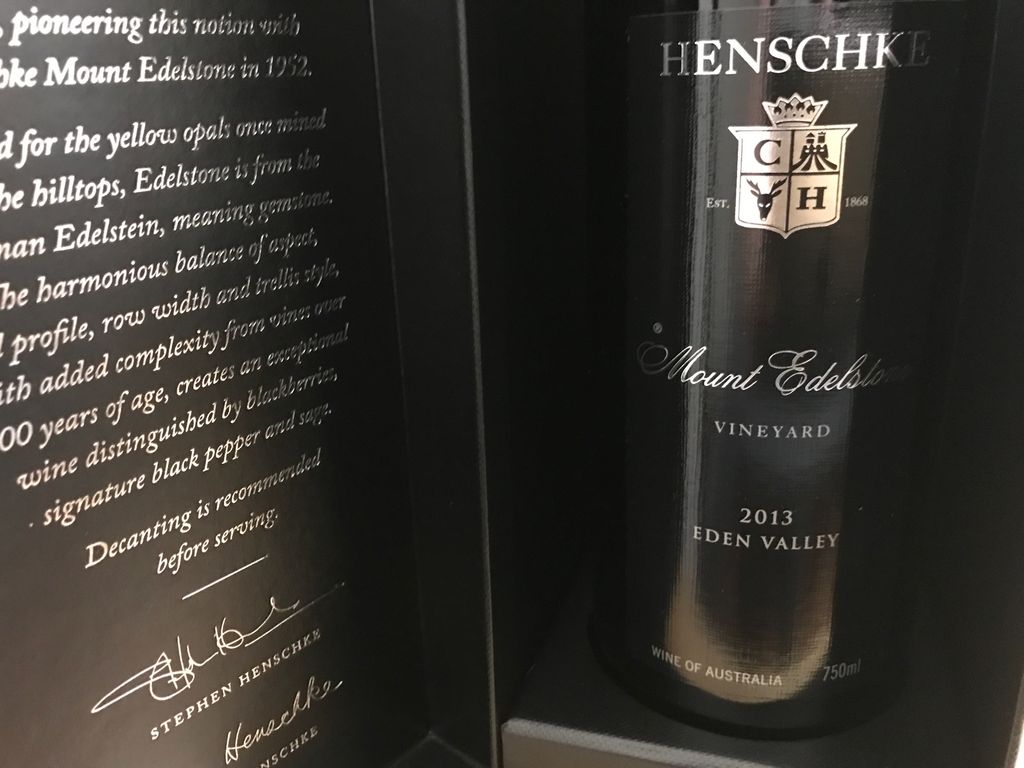 , pioneering this notion with
ke Mount Edelstone in 1952.
d for the yellow opals once mined
he hilltops, Edelstone is from the
man Edelstein, meaning gemstone.
he harmonious balance of aspect,
l profile, row width and trellis style,
ith added complexity from vines over
00 years of age, creates an exceptional
wine distinguished by blackberries,
signature black pepper and sage.
Decanting is recommended
before serving.
STEPHEN HENSCHKE
Henschke
NSCHKE
HENSCHKE
C
H
EST. 1868
®
Mount Edelstone
VINEYARD
2013
EDEN VALLEY
WINE OF AUSTRALIA 750ml